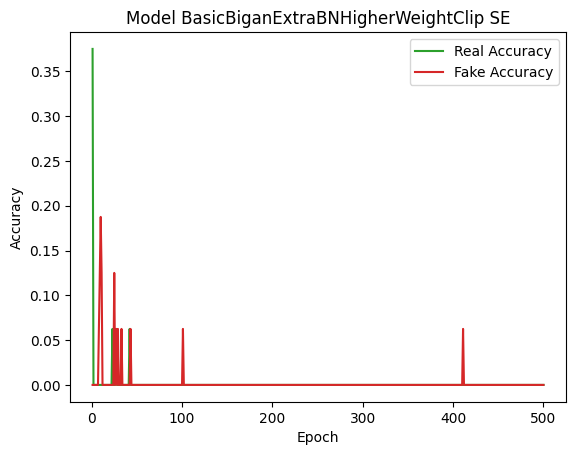 Model BasicBiganExtraBNHigherWeightClip SE
Real Accuracy
Fake Accuracy
Accuracy
0.35
0.30
0.25
0.20
0.15
0.10
0.05
0.00
0 100 200 300 400 500
Epoch